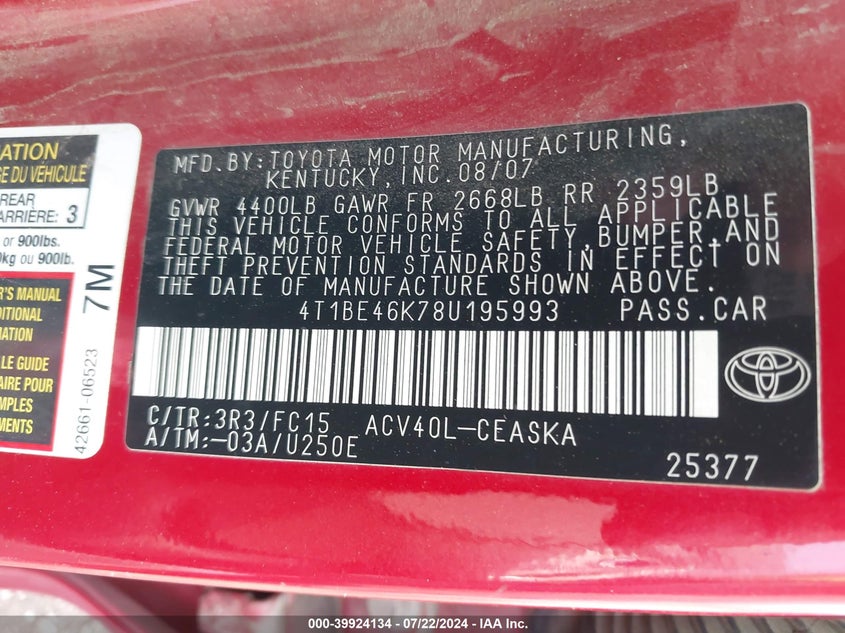 ATION
GE DU VÉHICULE
REAR
ARRIÈRE: 3
or 900lbs.
kg ou 900lb.
7M
R'S MANUAL
DITIONAL
MATION
LE GUIDE
AIRE POUR
MPLES
MENTS
42661-06523
MFD. BY: TOYOTA MOTOR MANUFACTURING,
KENTUCKY, INC. 08/07
GVWR 4400LB GAWR FR 2668LB RR 2359LB
THIS VEHICLE CONFORMS TO ALL APPLICABLE
FEDERAL MOTOR VEHICLE SAFETY, BUMPER, AND
THEFT PREVENTION STANDARDS IN EFFECT ON
THE DATE OF MANUFACTURE SHOWN ABOVE.
4T1BE46K78U195993 PASS.CAR
C/TR:3R3/FC15 ACV40L-CEASKA
A/TM:-03A/U250E
25377
000-39924134 - 07/22/2024 - IAA Inc.